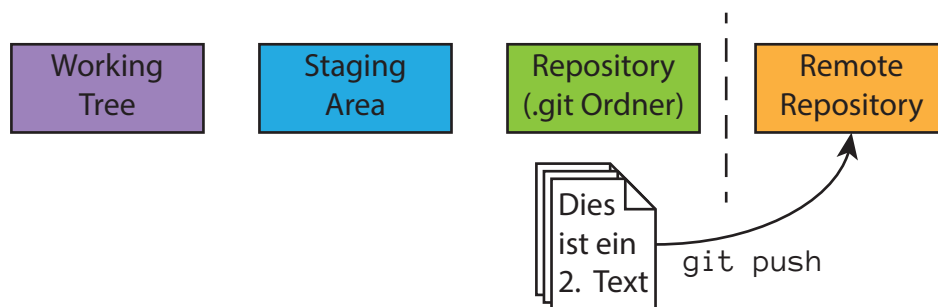 Working
Tree
Staging
Area
Repository
(.git Ordner)
Remote
Repository
Dies
ist ein
2. Text
git push